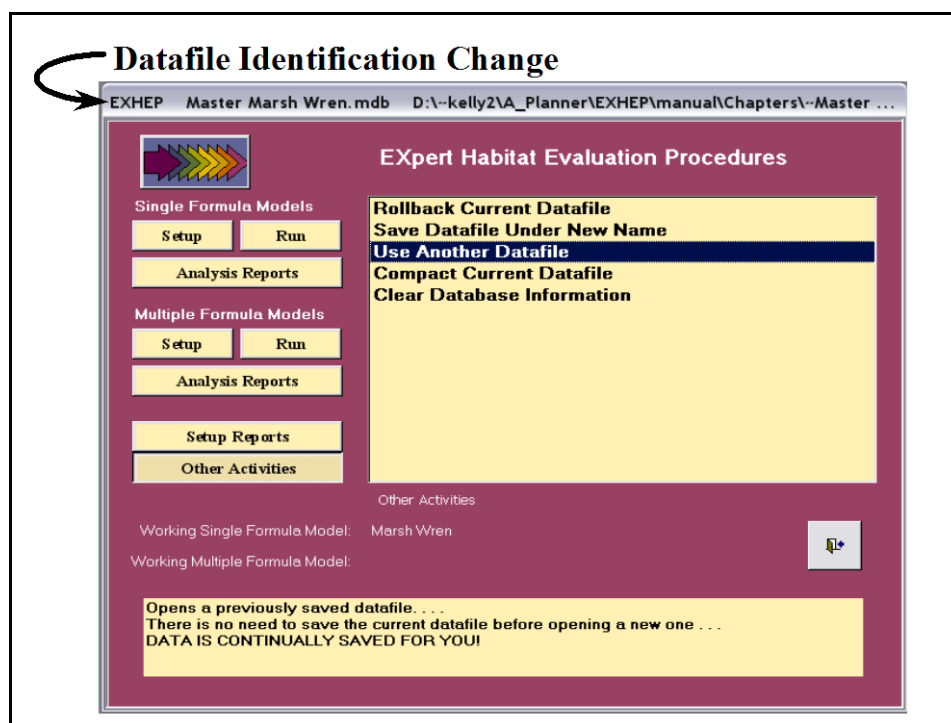 Datafile Identification Change
EXHEP Master Marsh Wren.mdb D:\--kelly2\A_Planner\EXHEP\manual\Chapters\--Master ...
EXpert Habitat Evaluation Procedures
Single Formula Models
Setup Run
Analysis Reports
Multiple Formula Models
Setup Run
Analysis Reports
Setup Reports
Other Activities
Rollback Current Datafile
Save Datafile Under New Name
Use Another Datafile
Compact Current Datafile
Clear Database Information
Other Activities
Working Single Formula Model: Marsh Wren
Working Multiple Formula Model:
Opens a previously saved datafile. . . .
There is no need to save the current datafile before opening a new one . . .
DATA IS CONTINUALLY SAVED FOR YOU!